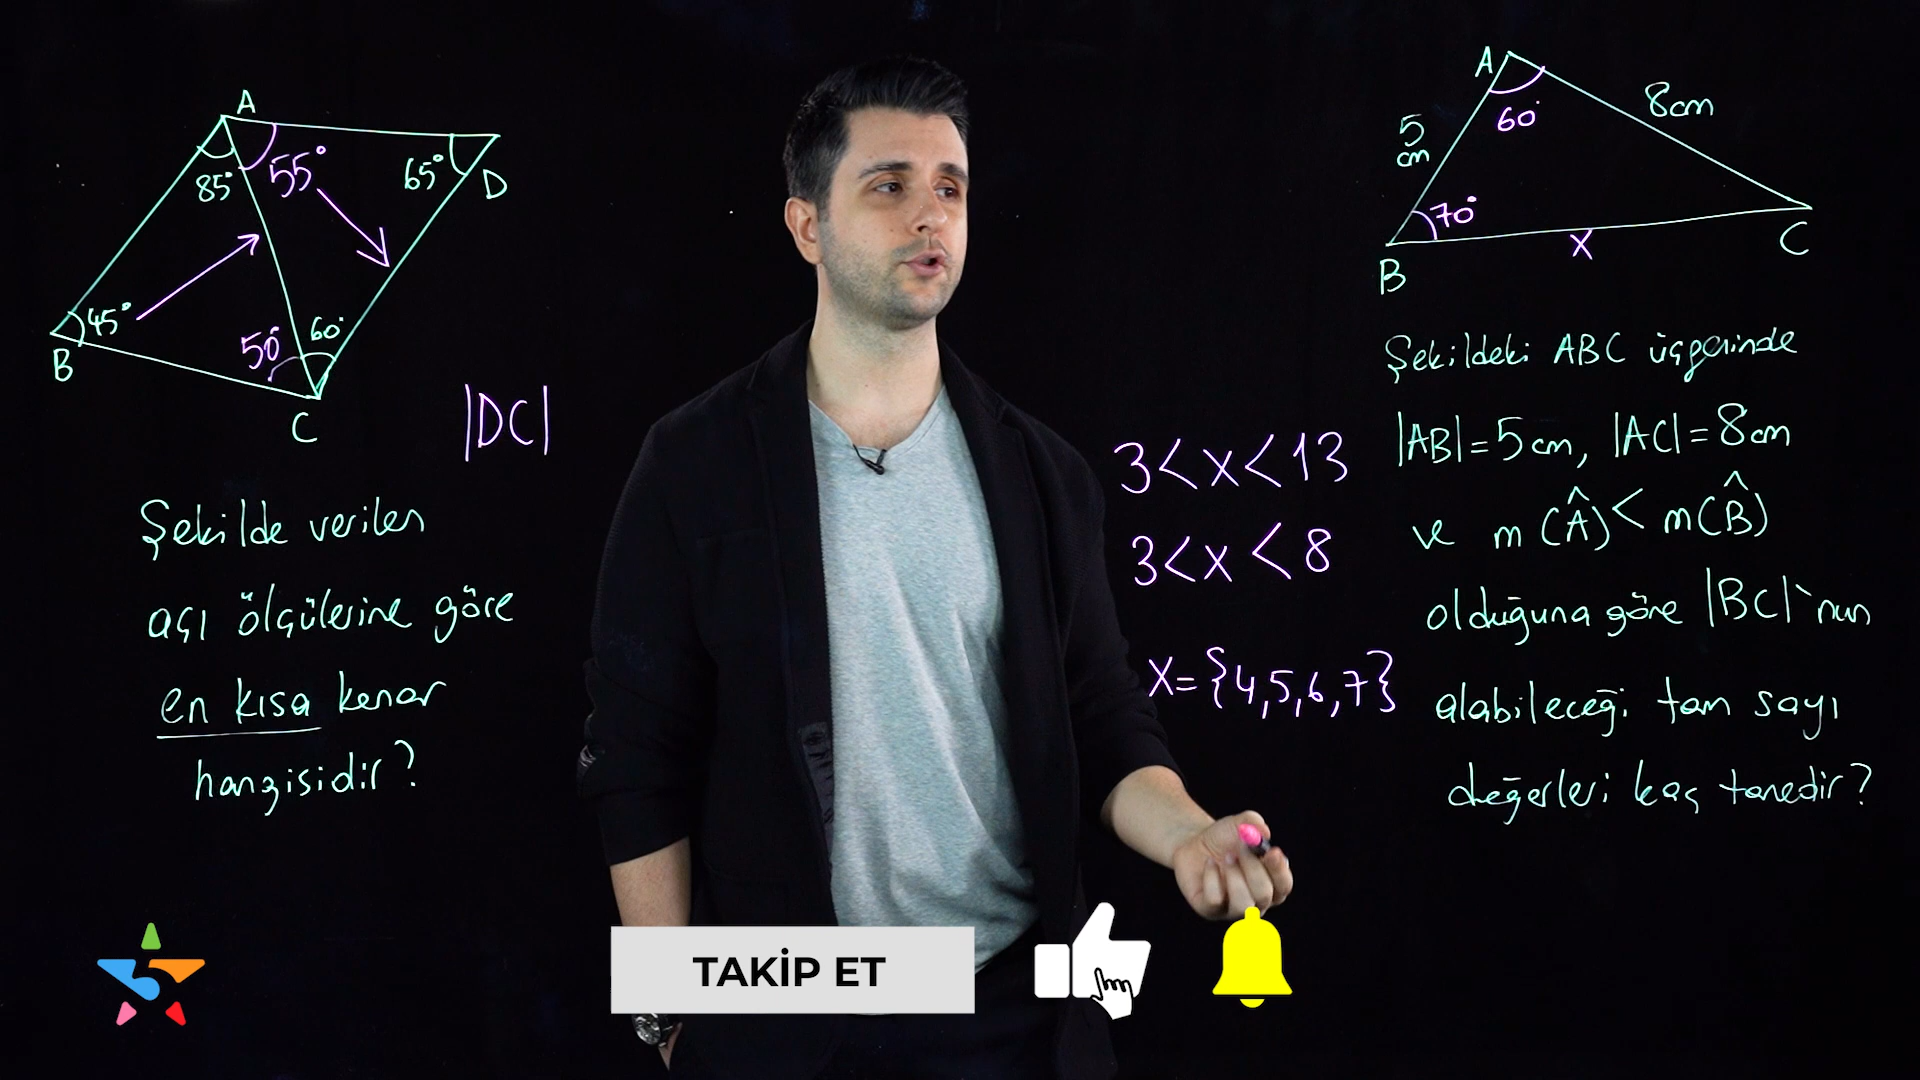 A
85°
55°
65°
D
45°
B
50°
60°
C
|DC|
Şekilde verilen
açı ölçülerine göre
en kısa kenar
hangisidir?
3<x<13
3<x<8
x={4,5,6,7}
A
60°
8cm
5
cm
70°
B
x
C
Şekildeki ABC üçgeninde
|AB|=5cm, |AC|=8cm
ve m(Â)<m(B̂)
olduğuna göre |BC|'nun
alabileceği tam sayı
değerleri kaç tanedir?
5
TAKİP ET